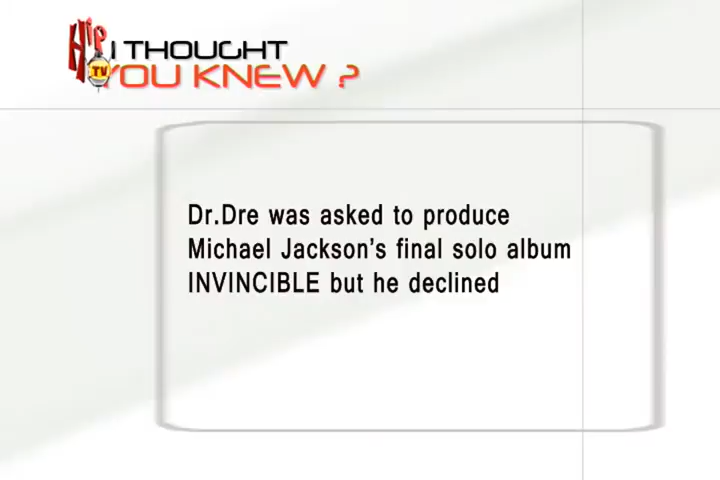 HIP TV
I THOUGHT
YOU KNEW ?
Dr.Dre was asked to produce
Michael Jackson's final solo album
INVINCIBLE but he declined